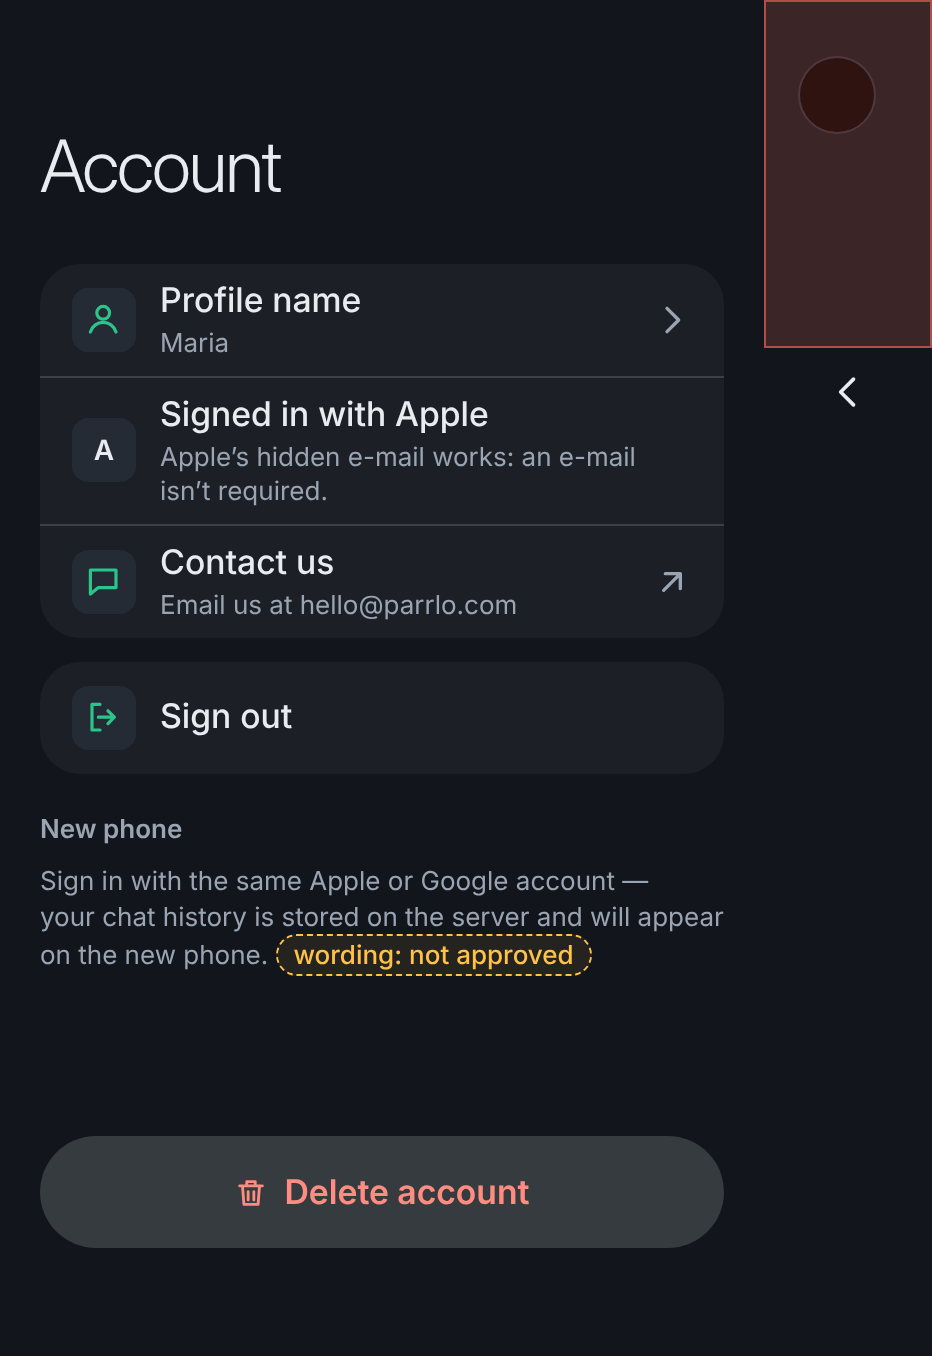 Account
Profile name
Maria
A
Signed in with Apple
Apple’s hidden e-mail works: an e-mail
isn’t required.
Contact us
Email us at hello@parrlo.com
Sign out
New phone
Sign in with the same Apple or Google account —
your chat history is stored on the server and will appear
on the new phone. wording: not approved
Delete account